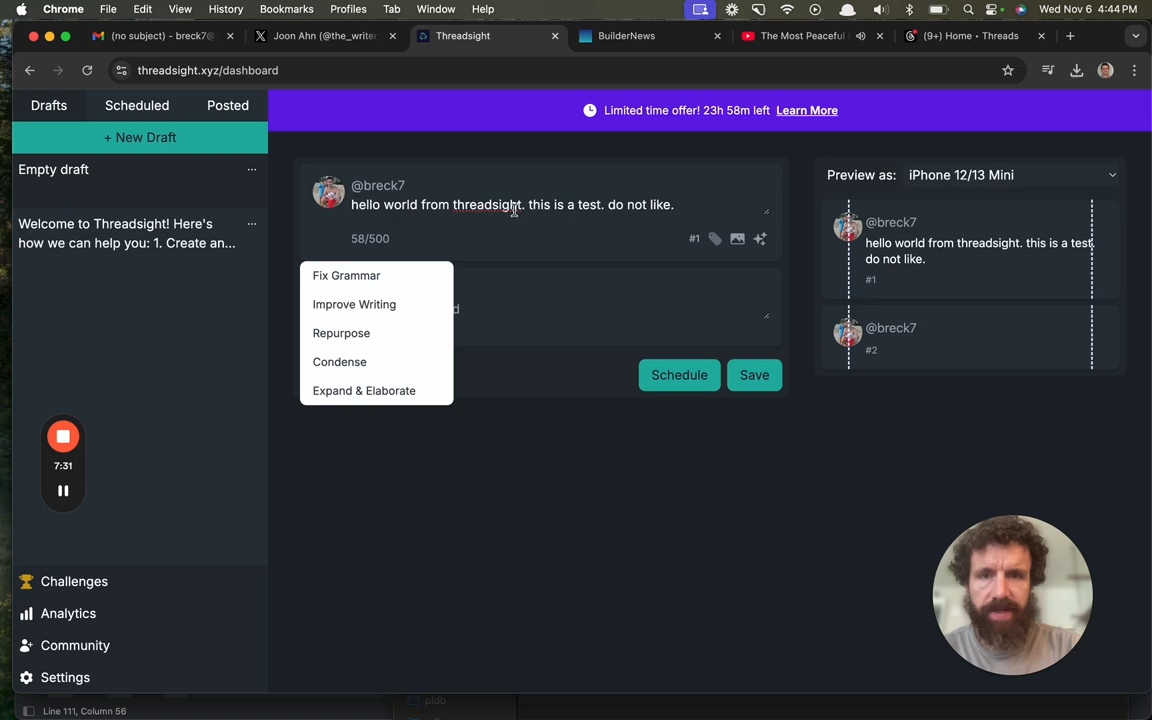 Chrome File Edit View History Bookmarks Profiles Tab Window Help Wed Nov 6 4:44 PM
(no subject) - breck7@
Joon Ahn (@the_writer
Threadsight
BuilderNews
The Most Peaceful
(9+) Home • Threads
threadsight.xyz/dashboard
Drafts Scheduled Posted
Limited time offer! 23h 58m left Learn More
+ New Draft
Empty draft
...
Welcome to Threadsight! Here's
how we can help you: 1. Create an...
...
@breck7
hello world from threadsight. this is a test. do not like.
58/500
#1
Fix Grammar
Improve Writing
Repurpose
Condense
Expand & Elaborate
d
Schedule Save
Preview as: iPhone 12/13 Mini
@breck7
hello world from threadsight. this is a test.
do not like.
#1
@breck7
#2
7:31
Challenges
Analytics
Community
Settings
Line 111, Column 56
pldb